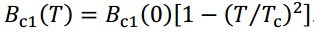 B_c1(T) = B_c1(0)[1 − (T/T_c)^2].